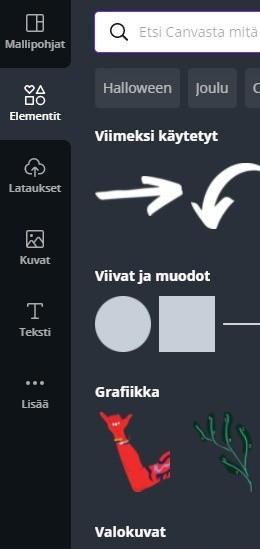 Mallipohjat
Elementit
Lataukset
Kuvat
Teksti
Lisää
Etsi Canvasta mitä
Halloween
Joulu
Viimeksi käytetyt
Viivat ja muodot
Grafiikka
Valokuvat